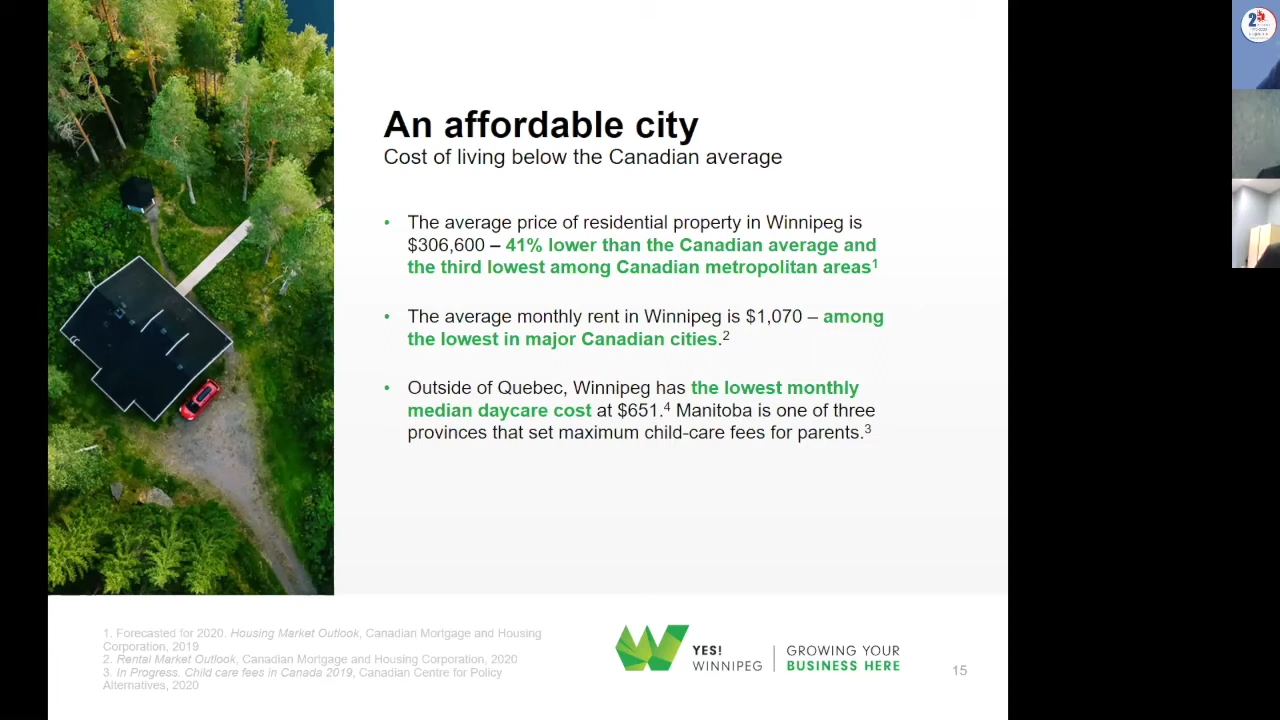 An affordable city
Cost of living below the Canadian average
• The average price of residential property in Winnipeg is
$306,600 – 41% lower than the Canadian average and
the third lowest among Canadian metropolitan areas1
• The average monthly rent in Winnipeg is $1,070 – among
the lowest in major Canadian cities.2
• Outside of Quebec, Winnipeg has the lowest monthly
median daycare cost at $651.4 Manitoba is one of three
provinces that set maximum child-care fees for parents.3
1. Forecasted for 2020. Housing Market Outlook, Canadian Mortgage and Housing
Corporation, 2019
2. Rental Market Outlook, Canadian Mortgage and Housing Corporation, 2020
3. In Progress. Child care fees in Canada 2019, Canadian Centre for Policy
Alternatives, 2020
YES!
WINNIPEG
GROWING YOUR
BUSINESS HERE
15